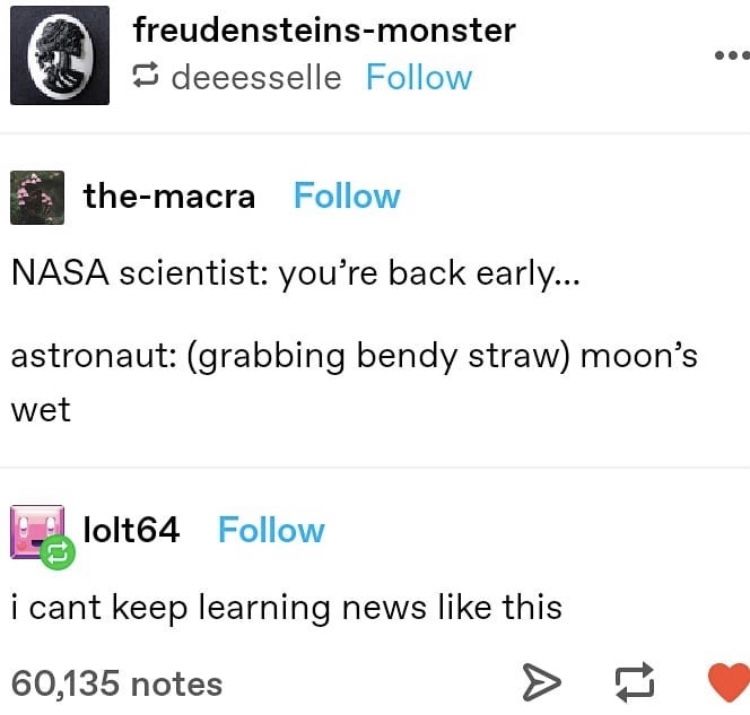 freudensteins-monster
deeesselle Follow
the-macra Follow
NASA scientist: you’re back early...
astronaut: (grabbing bendy straw) moon’s
wet
lolt64 Follow
i cant keep learning news like this
60,135 notes